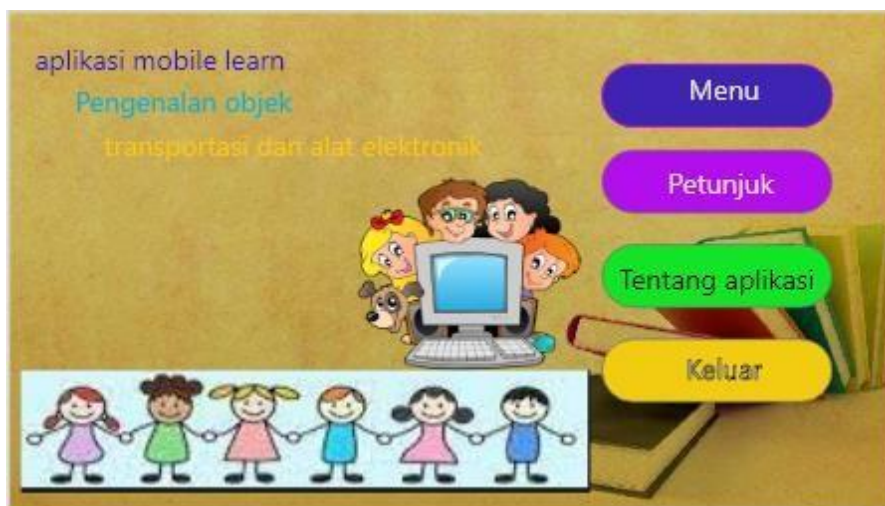 aplikasi mobile learn
Pengenalan objek
transportasi dan alat elektronik
Menu
Petunjuk
Tentang aplikasi
Keluar